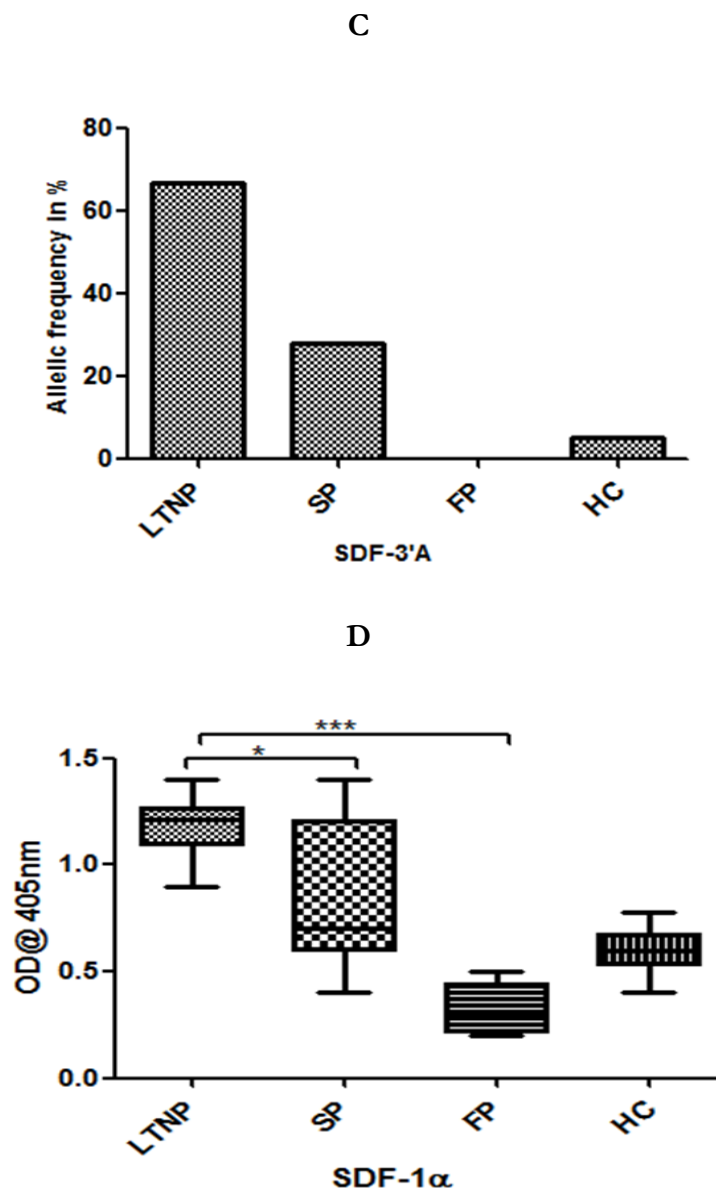 C
80
60
40
20
0
Allelic frequency in %
LTNP
SP
FP
HC
SDF-3'A
D
***
*
1.5
1.0
0.5
0.0
OD@ 405nm
LTNP
SP
FP
HC
SDF-1α